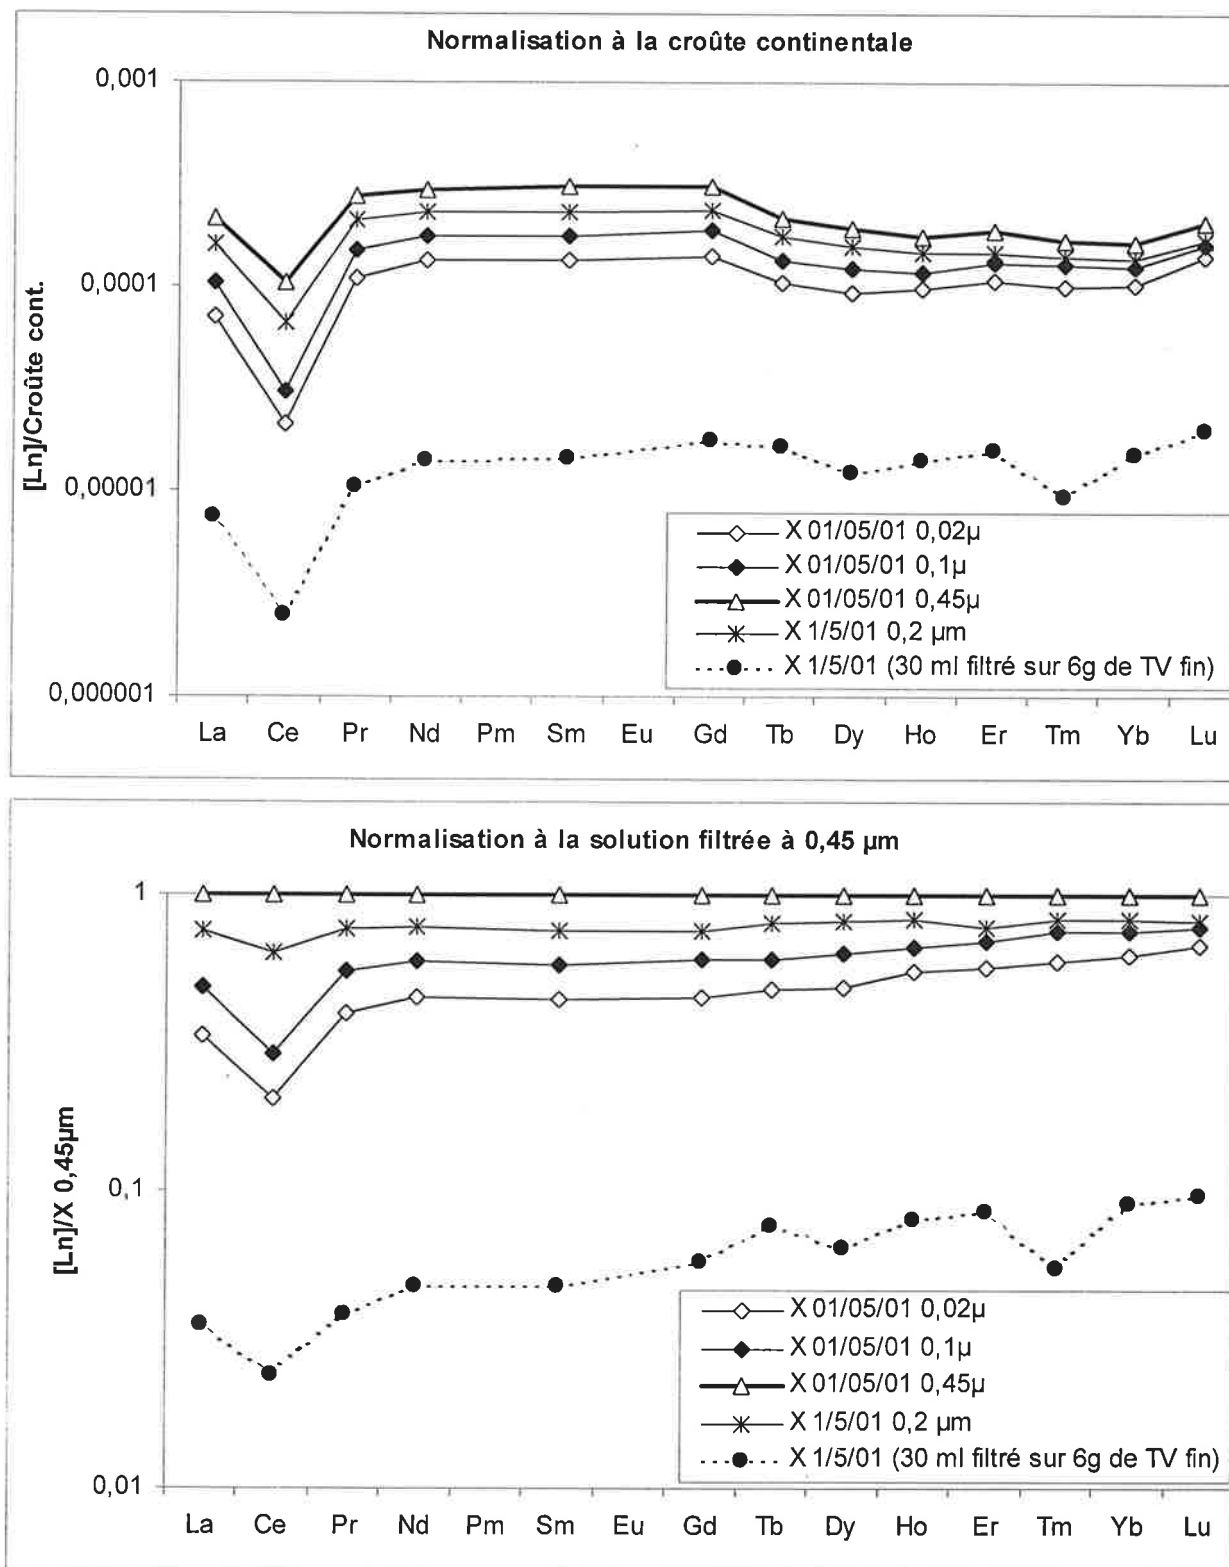 Normalisation à la croûte continentale
[Ln]/Croûte cont.
0,001
0,0001
0,00001
0,000001
X 01/05/01 0,02µ
X 01/05/01 0,1µ
X 01/05/01 0,45µ
X 1/5/01 0,2 µm
X 1/5/01 (30 ml filtré sur 6g de TV fin)
La Ce Pr Nd Pm Sm Eu Gd Tb Dy Ho Er Tm Yb Lu
Normalisation à la solution filtrée à 0,45 µm
[Ln]/X 0,45µm
1
0,1
0,01
X 01/05/01 0,02µ
X 01/05/01 0,1µ
X 01/05/01 0,45µ
X 1/5/01 0,2 µm
X 1/5/01 (30 ml filtré sur 6g de TV fin)
La Ce Pr Nd Pm Sm Eu Gd Tb Dy Ho Er Tm Yb Lu